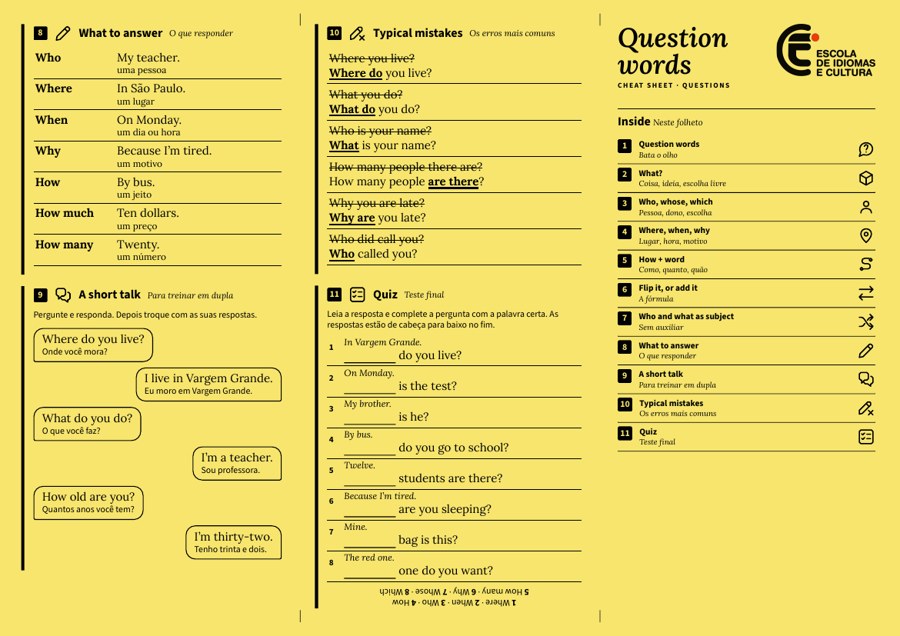 8 What to answer O que responder
Who My teacher.
uma pessoa
Where In São Paulo.
um lugar
When On Monday.
um dia ou hora
Why Because I'm tired.
um motivo
How By bus.
um jeito
How much Ten dollars.
um preço
How many Twenty.
um número
9 A short talk Para treinar em dupla
Pergunte e responda. Depois troque com as suas respostas.
Where do you live?
Onde você mora?
I live in Vargem Grande.
Eu moro em Vargem Grande.
What do you do?
O que você faz?
I'm a teacher.
Sou professora.
How old are you?
Quantos anos você tem?
I'm thirty-two.
Tenho trinta e dois.
10 Typical mistakes Os erros mais comuns
Where you live?
Where do you live?
What you do?
What do you do?
Who is your name?
What is your name?
How many people there are?
How many people are there?
Why you are late?
Why are you late?
Who did call you?
Who called you?
11 Quiz Teste final
Leia a resposta e complete a pergunta com a palavra certa. As
respostas estão de cabeça para baixo no fim.
1 In Vargem Grande.
do you live?
2 On Monday.
is the test?
3 My brother.
is he?
4 By bus.
do you go to school?
5 Twelve.
students are there?
6 Because I'm tired.
are you sleeping?
7 Mine.
bag is this?
8 The red one.
one do you want?
1 Where · 2 When · 3 Who · 4 How
5 How many · 6 Why · 7 Whose · 8 Which
Question
words
CHEAT SHEET · QUESTIONS
ESCOLA
DE IDIOMAS
E CULTURA
Inside Neste folheto
1 Question words
Bata o olho
2 What?
Coisa, ideia, escolha livre
3 Who, whose, which
Pessoa, dono, escolha
4 Where, when, why
Lugar, hora, motivo
5 How + word
Como, quanto, quão
6 Flip it, or add it
A fórmula
7 Who and what as subject
Sem auxiliar
8 What to answer
O que responder
9 A short talk
Para treinar em dupla
10 Typical mistakes
Os erros mais comuns
11 Quiz
Teste final